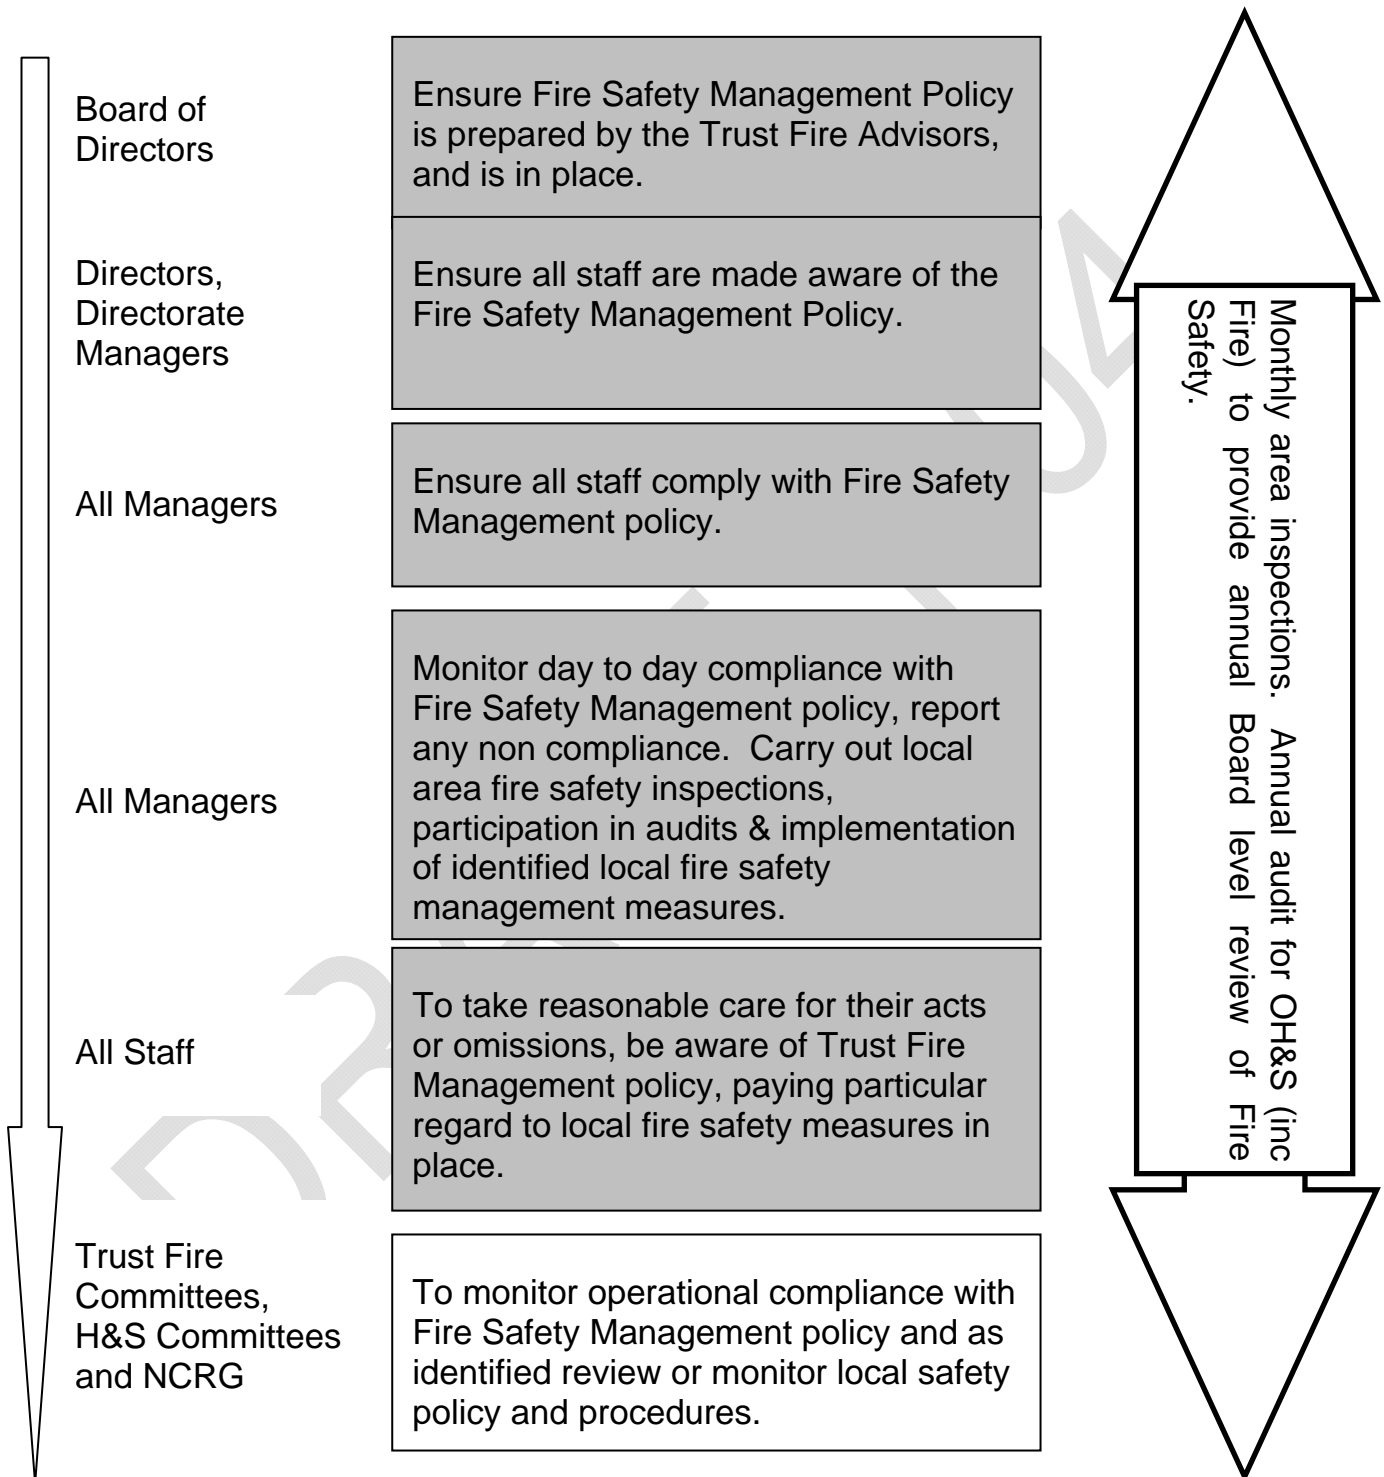 Board of
Directors
Ensure Fire Safety Management Policy
is prepared by the Trust Fire Advisors,
and is in place.
Directors,
Directorate
Managers
Ensure all staff are made aware of the
Fire Safety Management Policy.
All Managers
Ensure all staff comply with Fire Safety
Management policy.
All Managers
Monitor day to day compliance with
Fire Safety Management policy, report
any non compliance.  Carry out local
area fire safety inspections,
participation in audits & implementation
of identified local fire safety
management measures.
All Staff
To take reasonable care for their acts
or omissions, be aware of Trust Fire
Management policy, paying particular
regard to local fire safety measures in
place.
Trust Fire
Committees,
H&S Committees
and NCRG
To monitor operational compliance with
Fire Safety Management policy and as
identified review or monitor local safety
policy and procedures.
Monthly area inspections.  Annual audit for OH&S (inc
Fire) to provide annual Board level review of Fire
Safety.